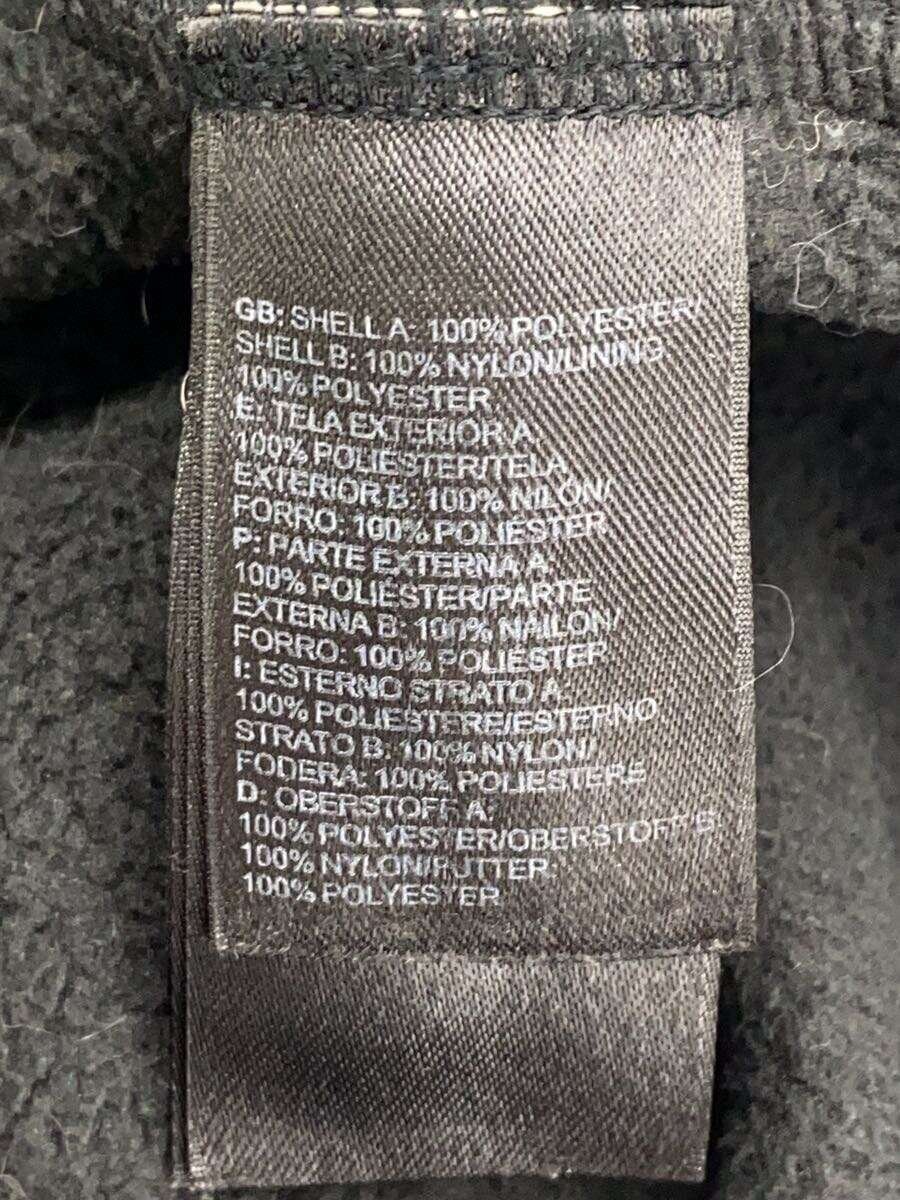 GB: SHELL A: 100% POLYESTER/
SHELL B: 100% NYLON/LINING:
100% POLYESTER
E: TELA EXTERIOR A:
100% POLIESTER/TELA
EXTERIOR B: 100% NILÓN/
FORRO: 100% POLIESTER
P: PARTE EXTERNA A:
100% POLIÉSTER/PARTE
EXTERNA B: 100% NÁILON/
FORRO: 100% POLIÉSTER
I: ESTERNO STRATO A:
100% POLIESTERE/ESTERNO
STRATO B: 100% NYLON/
FODERA: 100% POLIESTERE
D: OBERSTOFF A:
100% POLYESTER/OBERSTOFF B:
100% NYLON/FUTTER:
100% POLYESTER